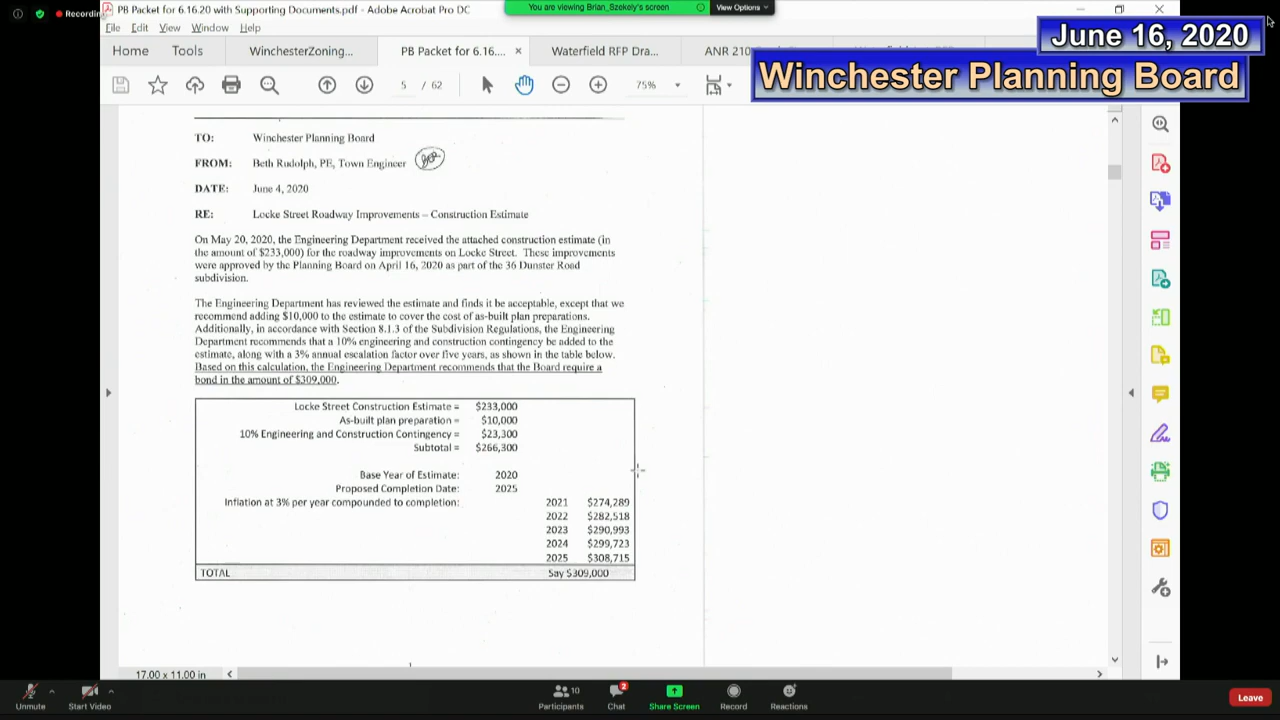 Recording
PB Packet for 6.16.20 with Supporting Documents.pdf - Adobe Acrobat Pro DC
You are viewing Brian_Szekely's screen
View Options
File Edit View Window Help
June 16, 2020
Winchester Planning Board
Home Tools WinchesterZoning... PB Packet for 6.16.... × Waterfield RFP Dra... ANR 210
5 / 62 75%
TO: Winchester Planning Board
FROM: Beth Rudolph, PE, Town Engineer
DATE: June 4, 2020
RE: Locke Street Roadway Improvements – Construction Estimate
On May 20, 2020, the Engineering Department received the attached construction estimate (in
the amount of $233,000) for the roadway improvements on Locke Street. These improvements
were approved by the Planning Board on April 16, 2020 as part of the 36 Dunster Road
subdivision.
The Engineering Department has reviewed the estimate and finds it be acceptable, except that we
recommend adding $10,000 to the estimate to cover the cost of as-built plan preparations.
Additionally, in accordance with Section 8.1.3 of the Subdivision Regulations, the Engineering
Department recommends that a 10% engineering and construction contingency be added to the
estimate, along with a 3% annual escalation factor over five years, as shown in the table below.
Based on this calculation, the Engineering Department recommends that the Board require a
bond in the amount of $309,000.
Locke Street Construction Estimate = $233,000
As-built plan preparation = $10,000
10% Engineering and Construction Contingency = $23,300
Subtotal = $266,300
Base Year of Estimate: 2020
Proposed Completion Date: 2025
Inflation at 3% per year compounded to completion: 2021 $274,289
2022 $282,518
2023 $290,993
2024 $299,723
2025 $308,715
TOTAL Say $309,000
17.00 x 11.00 in
Unmute Start Video Participants 10 Chat 2 Share Screen Record Reactions Leave